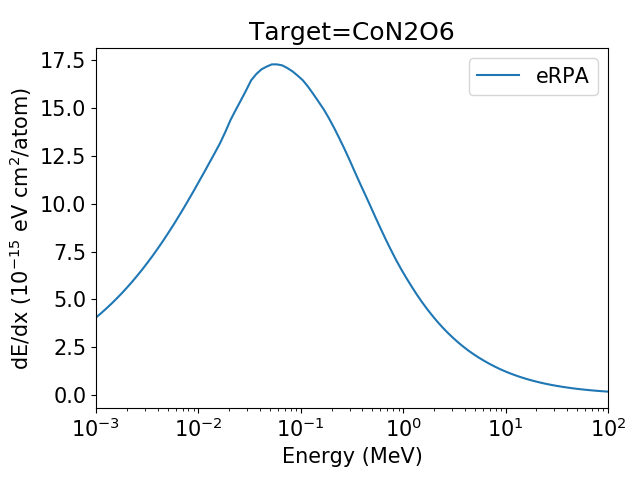 Target=CoN2O6
eRPA
17.5
15.0
12.5
10.0
7.5
5.0
2.5
0.0
dE/dx (10⁻¹⁵ eV cm²/atom)
10⁻³ 10⁻² 10⁻¹ 10⁰ 10¹ 10²
Energy (MeV)